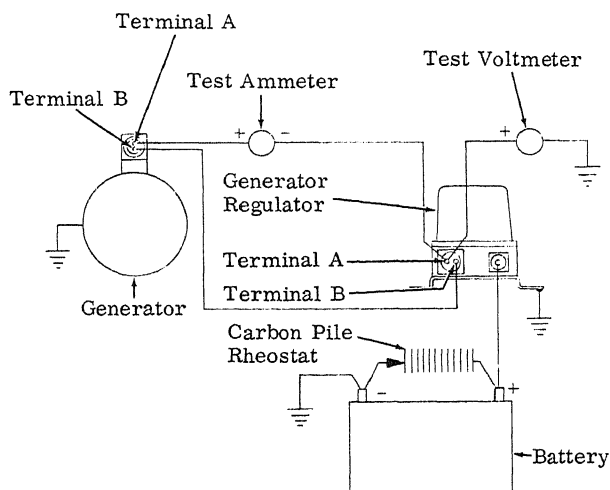 Terminal A
Test Ammeter
Test Voltmeter
Terminal B
+ -
+
Generator
Regulator
Terminal A
Terminal B
C
Generator
Carbon Pile
Rheostat
- +
Battery